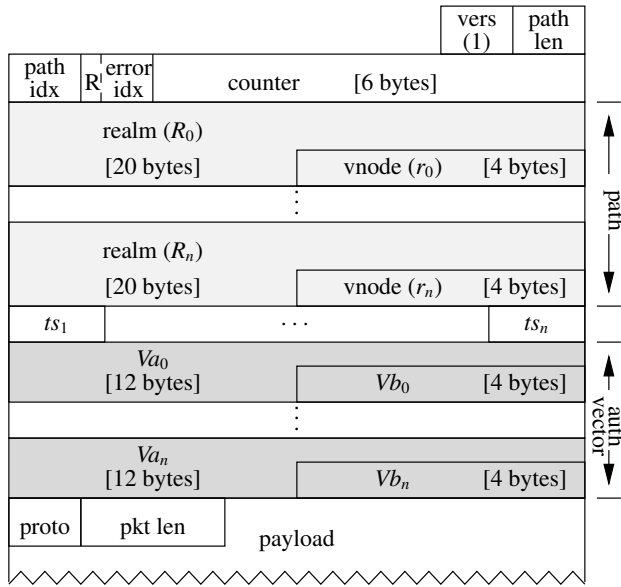 vers path
(1) len
path R error counter [6 bytes]
idx idx
realm (R₀)
[20 bytes] vnode (r₀) [4 bytes]
⋮
realm (Rₙ)
[20 bytes] vnode (rₙ) [4 bytes]
path
ts₁ ⋯ tsₙ
Va₀
[12 bytes] Vb₀ [4 bytes]
⋮
Vaₙ
[12 bytes] Vbₙ [4 bytes]
auth
vector
proto pkt len
payload